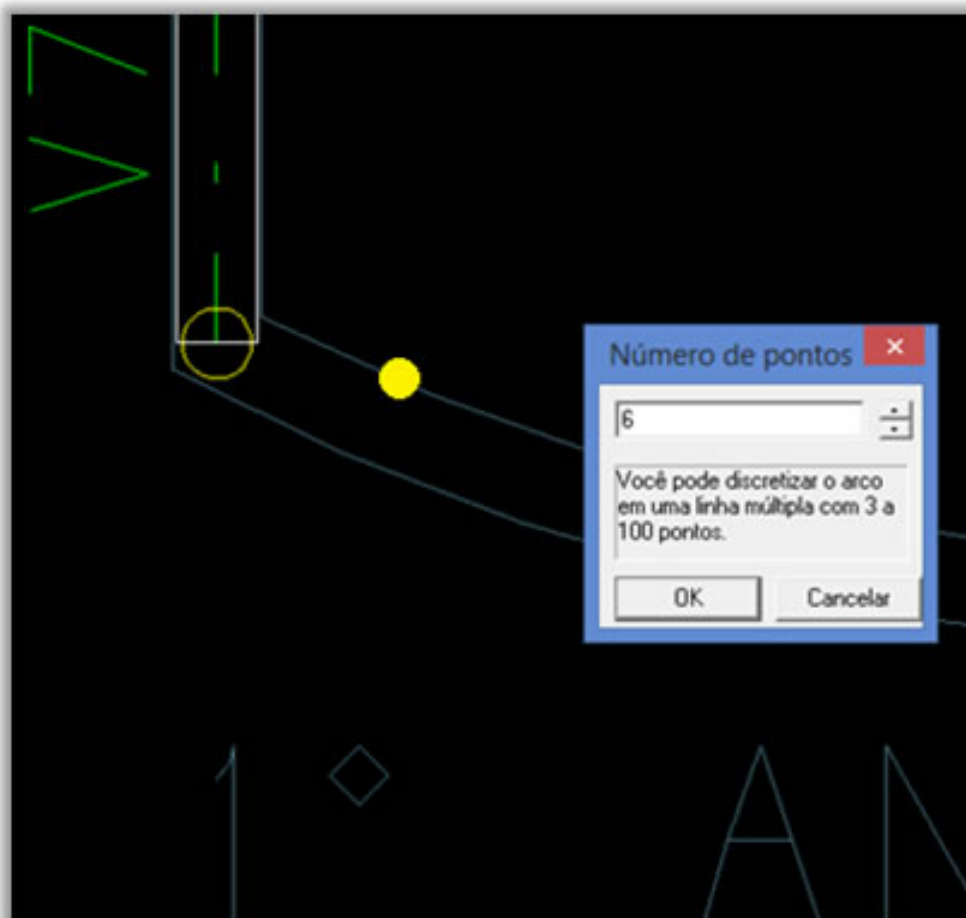 Número de pontos
6
Você pode discretizar o arco
em uma linha múltipla com 3 a
100 pontos.
OK
Cancelar
1° AN